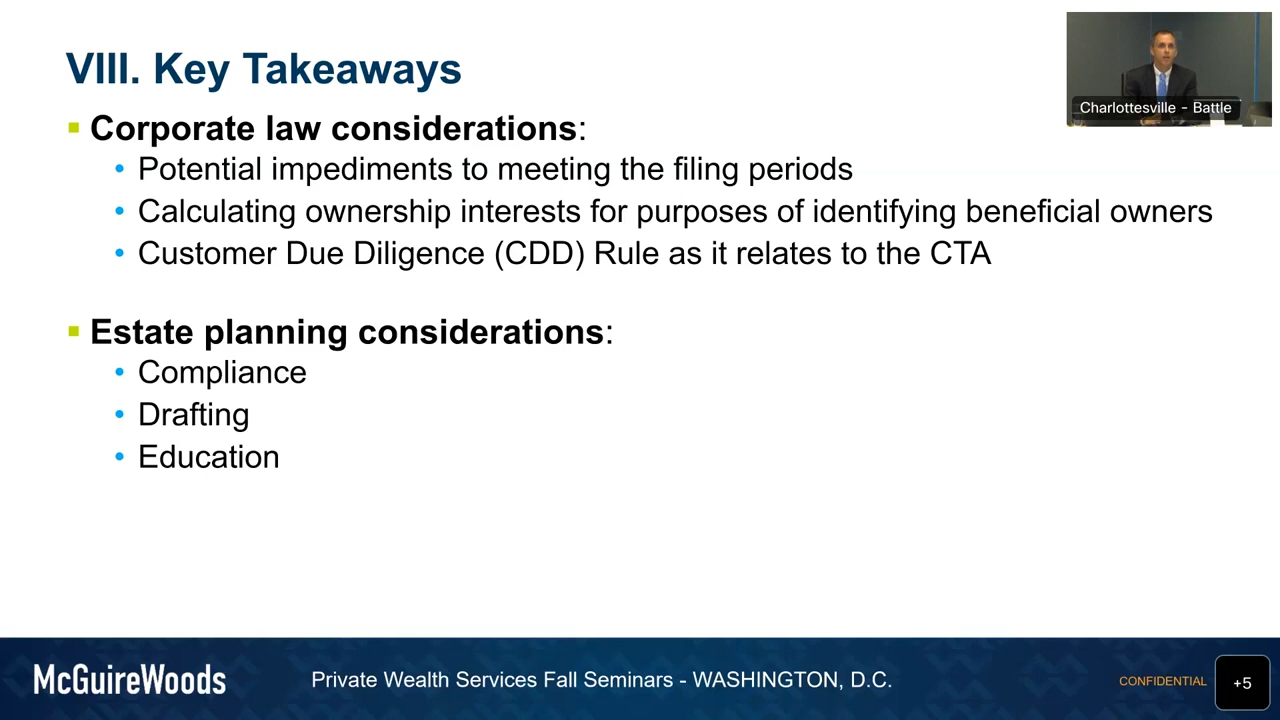 VIII. Key Takeaways
Charlottesville - Battle
Corporate law considerations:
Potential impediments to meeting the filing periods
Calculating ownership interests for purposes of identifying beneficial owners
Customer Due Diligence (CDD) Rule as it relates to the CTA
Estate planning considerations:
Compliance
Drafting
Education
McGuireWoods
Private Wealth Services Fall Seminars - WASHINGTON, D.C.
CONFIDENTIAL
+5